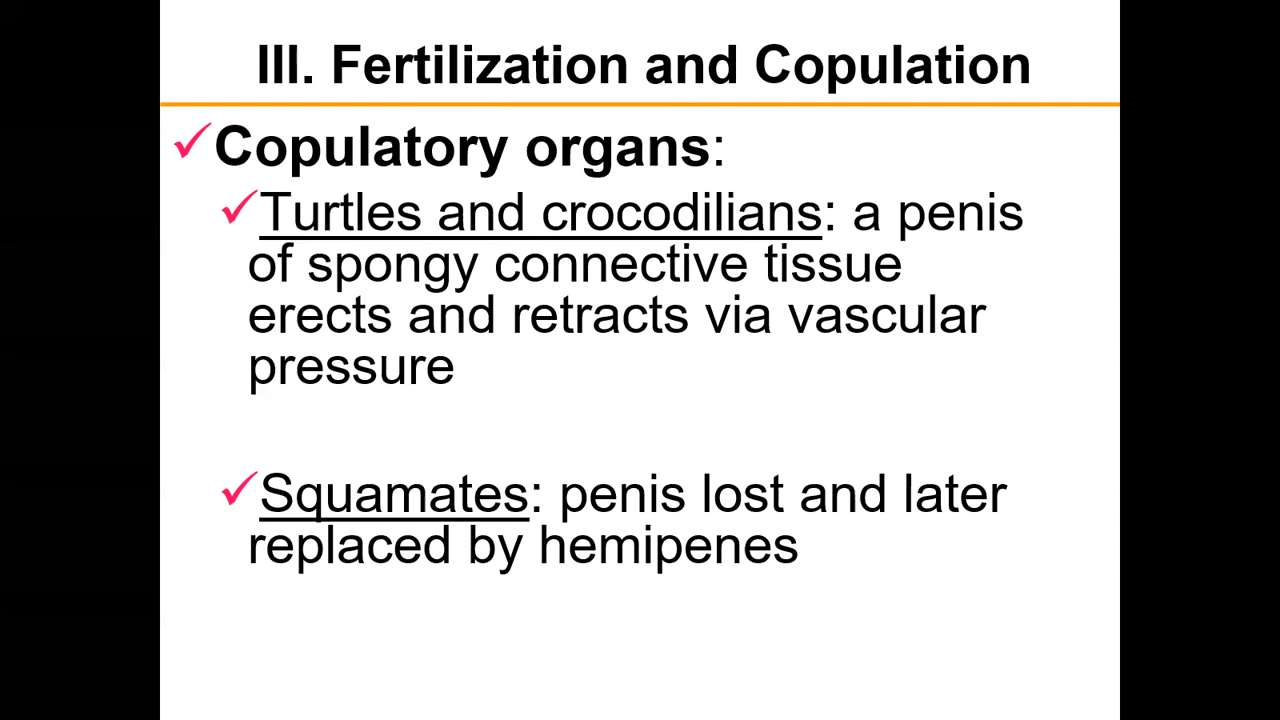 III. Fertilization and Copulation
✓Copulatory organs:
✓Turtles and crocodilians: a penis
of spongy connective tissue
erects and retracts via vascular
pressure
✓Squamates: penis lost and later
replaced by hemipenes